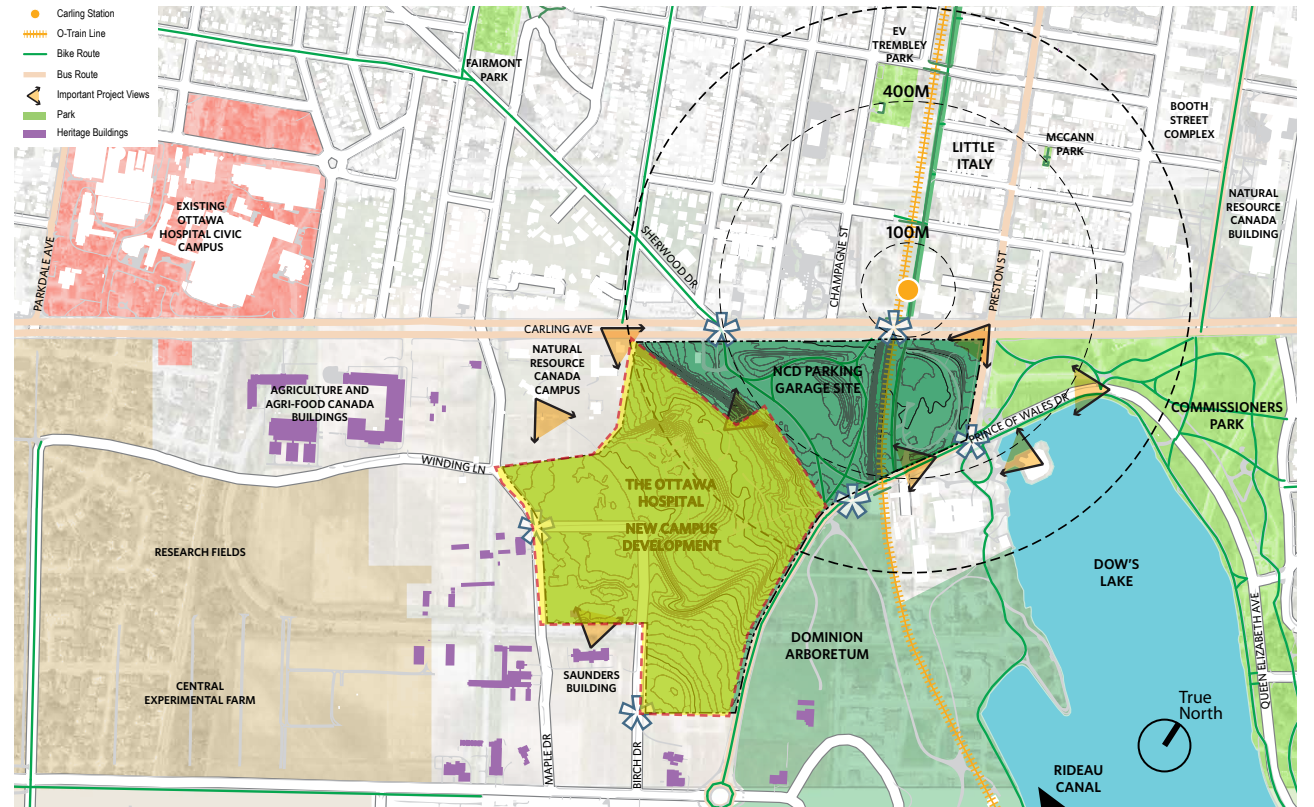 Carling Station
O-Train Line
Bike Route
Bus Route
Important Project Views
Park
Heritage Buildings
FAIRMONT
PARK
EV
TREMBLEY
PARK
400M
BOOTH
STREET
COMPLEX
LITTLE
ITALY
MCCANN
PARK
EXISTING
OTTAWA
HOSPITAL CIVIC
CAMPUS
NATURAL
RESOURCE
CANADA
BUILDING
PARKDALE AVE
SHERWOOD DR
CHAMPAGNE ST
100M
PRESTON ST
CARLING AVE
NATURAL
RESOURCE
CANADA
CAMPUS
NCD PARKING
GARAGE SITE
AGRICULTURE AND
AGRI-FOOD CANADA
BUILDINGS
PRINCE OF WALES DR
COMMISSIONERS
PARK
WINDING LN
THE OTTAWA
HOSPITAL
NEW CAMPUS
DEVELOPMENT
RESEARCH FIELDS
DOW'S
LAKE
DOMINION
ARBORETUM
SAUNDERS
BUILDING
CENTRAL
EXPERIMENTAL FARM
QUEEN ELIZABETH AVE
True
North
MAPLE DR
BIRCH DR
RIDEAU
CANAL